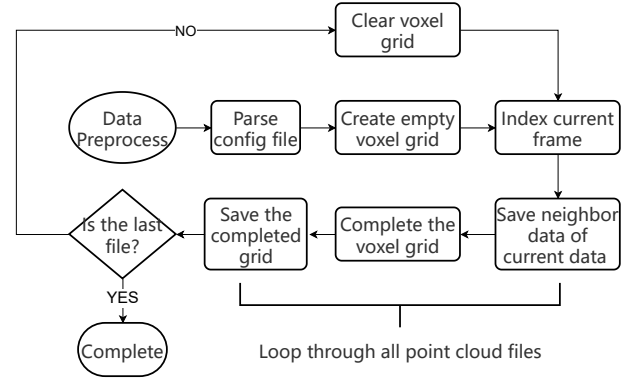 NO
Clear voxel
grid
Data
Preprocess
Parse
config file
Create empty
voxel grid
Index current
frame
Is the last
file?
Save the
completed
grid
Complete the
voxel grid
Save neighbor
data of
current data
YES
Complete
Loop through all point cloud files